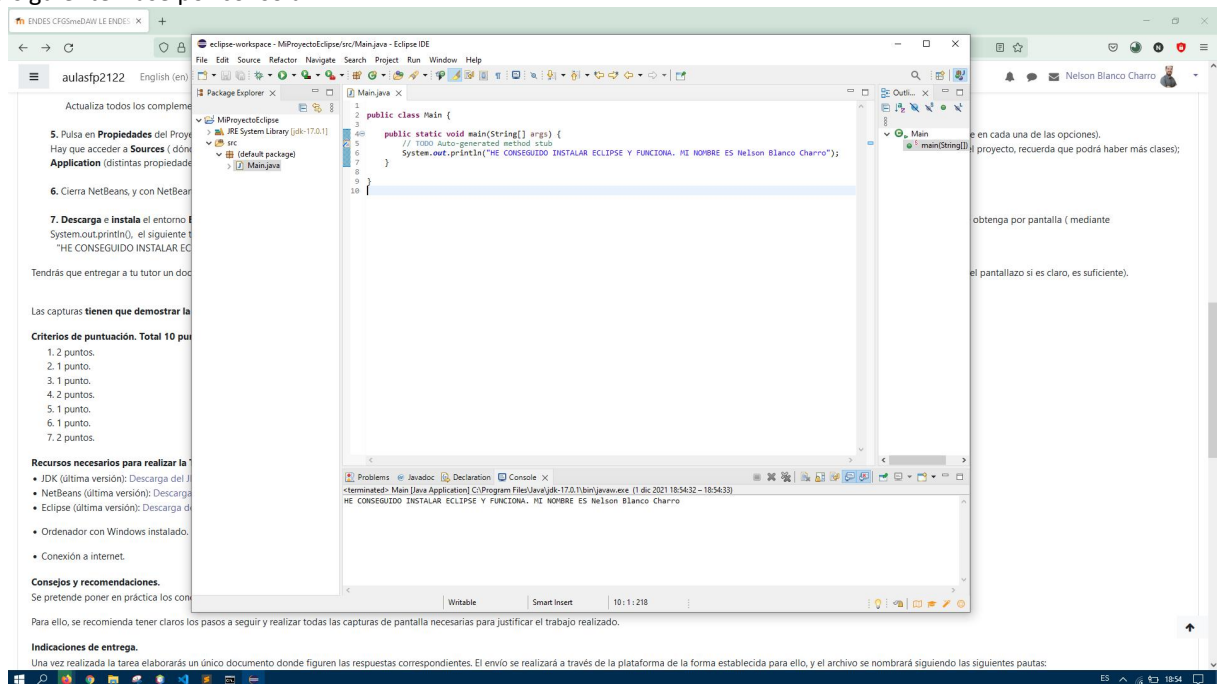 ENDES CFGSmeDAW LE ENDES
eclipse-workspace - MiProyectoEclipse/src/Main.java - Eclipse IDE
File Edit Source Refactor Navigate Search Project Run Window Help
aulasfp2122 English (en)
Nelson Blanco Charro
Package Explorer
MiProyectoEclipse
JRE System Library [jdk-17.0.1]
src
(default package)
Main.java
Main.java
1
2 public class Main {
3
4 public static void main(String[] args) {
5 // TODO Auto-generated method stub
6 System.out.println("HE CONSEGUIDO INSTALAR ECLIPSE Y FUNCIONA. MI NOMBRE ES Nelson Blanco Charro");
7 }
8
9 }
10
Outli...
Main
main(String[])
Problems Javadoc Declaration Console
<terminated> Main [Java Application] C:\Program Files\Java\jdk-17.0.1\bin\javaw.exe (1 dic 2021 18:54:32 – 18:54:33)
HE CONSEGUIDO INSTALAR ECLIPSE Y FUNCIONA. MI NOMBRE ES Nelson Blanco Charro
Writable Smart Insert 10 : 1 : 218
Actualiza todos los compleme
5. Pulsa en Propiedades del Proye
e en cada una de las opciones).
Hay que acceder a Sources ( dónd
l proyecto, recuerda que podrá haber más clases);
Application (distintas propiedade
6. Cierra NetBeans, y con NetBear
7. Descarga e instala el entorno
obtenga por pantalla ( mediante
System.out.println(), el siguiente t
"HE CONSEGUIDO INSTALAR EC
Tendrás que entregar a tu tutor un doc
el pantallazo si es claro, es suficiente).
Las capturas tienen que demostrar la
Criterios de puntuación. Total 10 pun
1. 2 puntos.
2. 1 punto.
3. 1 punto.
4. 2 puntos.
5. 1 punto.
6. 1 punto.
7. 2 puntos.
Recursos necesarios para realizar la T
• JDK (última versión): Descarga del J
• NetBeans (última versión): Descarga
• Eclipse (última versión): Descarga de
• Ordenador con Windows instalado.
• Conexión a internet.
Consejos y recomendaciones.
Se pretende poner en práctica los con
Para ello, se recomienda tener claros los pasos a seguir y realizar todas las capturas de pantalla necesarias para justificar el trabajo realizado.
Indicaciones de entrega.
Una vez realizada la tarea elaborarás un único documento donde figuren las respuestas correspondientes. El envío se realizará a través de la plataforma de la forma establecida para ello, y el archivo se nombrará siguiendo las siguientes pautas:
ES 18:54